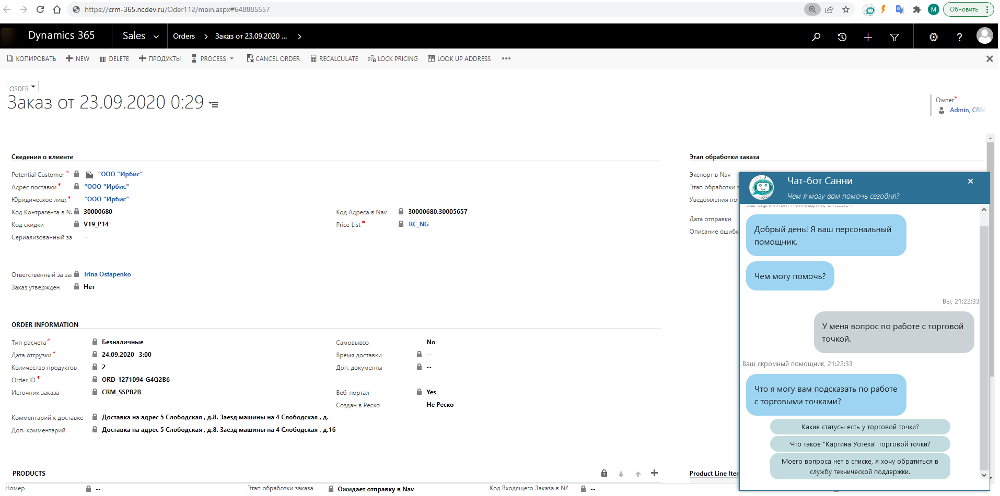 https://crm-365.ncdev.ru/Oder112/main.aspx#648885557
M
Обновить
Dynamics 365
Sales
Orders
Заказ от 23.09.2020 ...
КОПИРОВАТЬ
NEW
DELETE
ПРОДУКТЫ
PROCESS
CANCEL ORDER
RECALCULATE
LOCK PRICING
LOOK UP ADDRESS
ORDER
Заказ от 23.09.2020 0:29
Owner*
Admin, CRM
Сведения о клиенте
Potential Customer* "ООО "Ирбис"
Адрес поставки* "ООО "Ирбис"
Юридическое лицо* "ООО "Ирбис"
Код Контрагента в Na 30000680
Код Адреса в Nav 30000680.30005657
Код скидки V19_P14
Price List* RC_NG
Сериализованный за --
Ответственный за за Irina Ostapenko
Заказ утвержден Нет
ORDER INFORMATION
Тип расчета* Безналичные
Самовывоз No
Дата отгрузки* 24.09.2020 3:00
Время доставки --
Количество продуктов 2
Доп. документы --
Order ID* ORD-1271094-G4Q2B6
Источник заказа CRM_SSPB2B
Веб-портал Yes
Создан в Реско Не Реско
Комментарий к доставке Доставка на адрес 5 Слободская , д.8. Заезд машины на 4 Слободская , д.
Доп. комментарий Доставка на адрес 5 Слободская , д.8. Заезд машины на 4 Слободская , д.16
PRODUCTS
Номер --
Этап обработки заказа Ожидает отправку в Nav
Код Входящего Заказа в NA --
Этап обработки заказа
Экспорт в Nav
Этап обработки з
Уведомления по
Дата отправки
Описание ошибк
Product Line Iten
Чат-бот Санни
Чем я могу вам помочь сегодня?
Добрый день! Я ваш персональный
помощник.
Чем могу помочь?
Вы, 21:22:33
У меня вопрос по работе с торговой
точкой.
Ваш скромный помощник, 21:22:33
Что я могу вам подсказать по работе
с торговыми точками?
Какие статусы есть у торговой точки?
Что такое "Картина Успеха" торговой точки?
Моего вопроса нет в списке, я хочу обратиться в
службу технической поддержки.